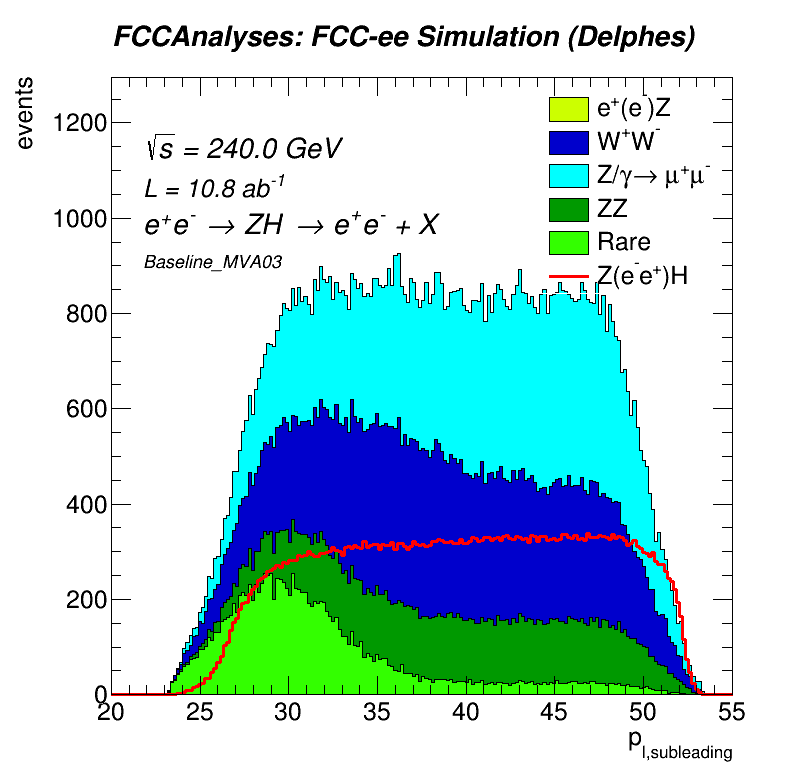 FCCAnalyses: FCC-ee Simulation (Delphes)
events
√s = 240.0 GeV
L = 10.8 ab⁻¹
e⁺e⁻ → ZH → e⁺e⁻ + X
Baseline_MVA03
e⁺(e⁻)Z
W⁺W⁻
Z/γ→ μ⁺μ⁻
ZZ
Rare
Z(e⁻e⁺)H
1200
1000
800
600
400
200
0
20 25 30 35 40 45 50 55
p_l,subleading